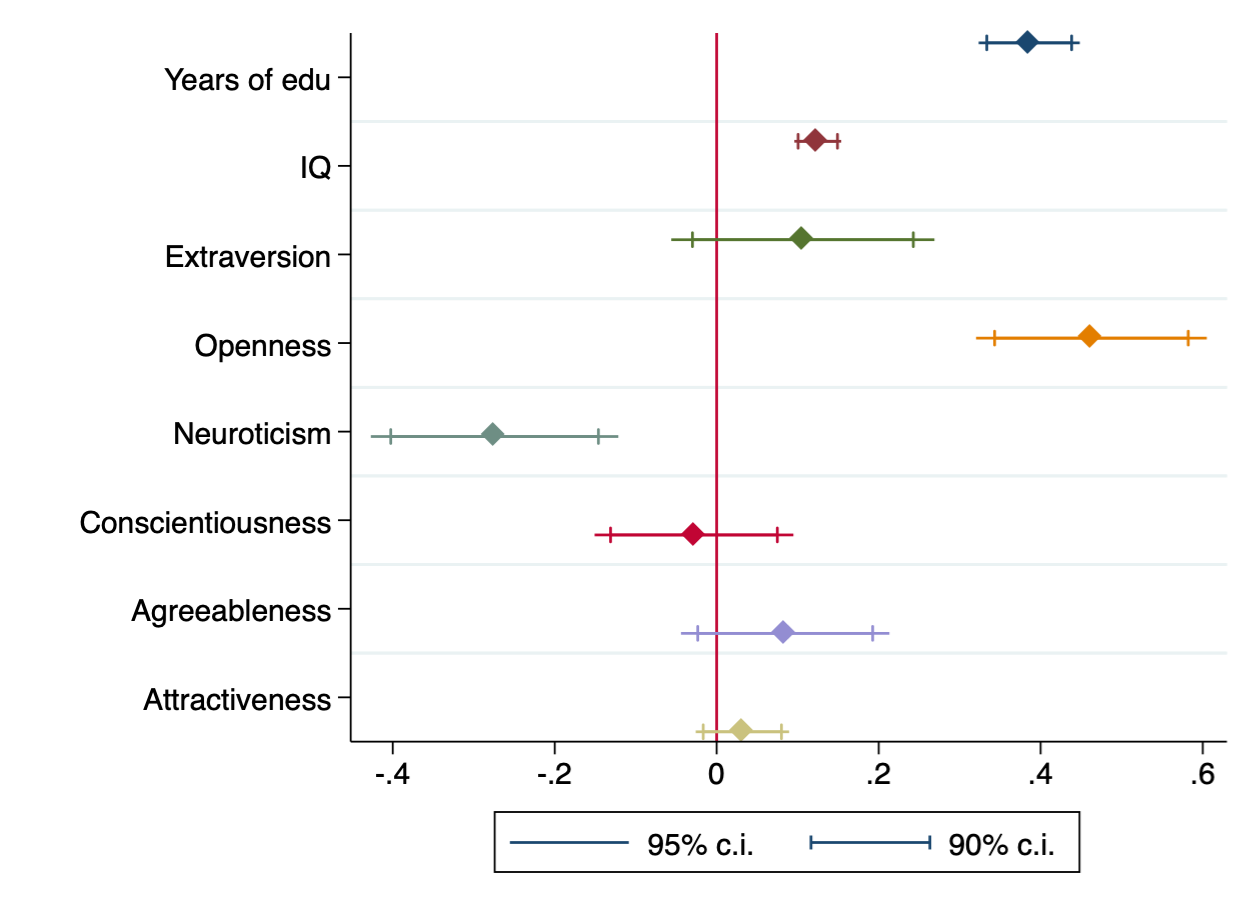 Years of edu
IQ
Extraversion
Openness
Neuroticism
Conscientiousness
Agreeableness
Attractiveness
-.4 -.2 0 .2 .4 .6
95% c.i. 90% c.i.